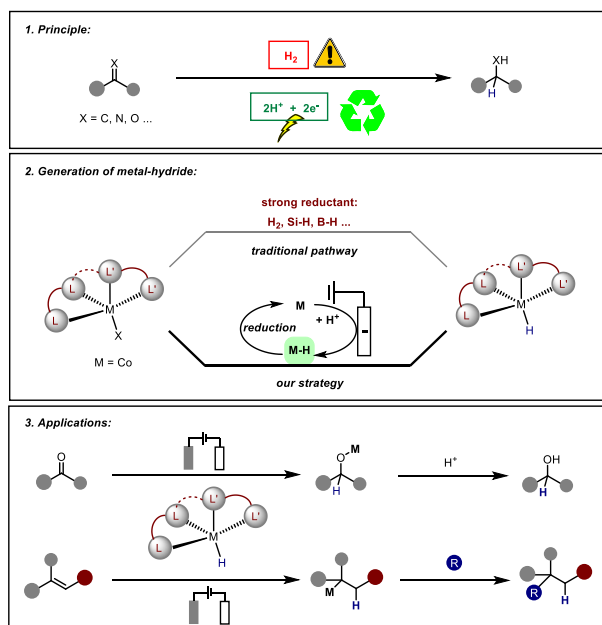 1. Principle:
X
H2
XH
H
X = C, N, O ...
2H+ + 2e-
2. Generation of metal-hydride:
strong reductant:
H2, Si-H, B-H ...
traditional pathway
L L' L' L M X
M = Co
M
+ H+
reduction
M-H
our strategy
L L' L' L M H
3. Applications:
O
O M
H
H+
OH
H
L L' L' L M H
M
H
R
R
H